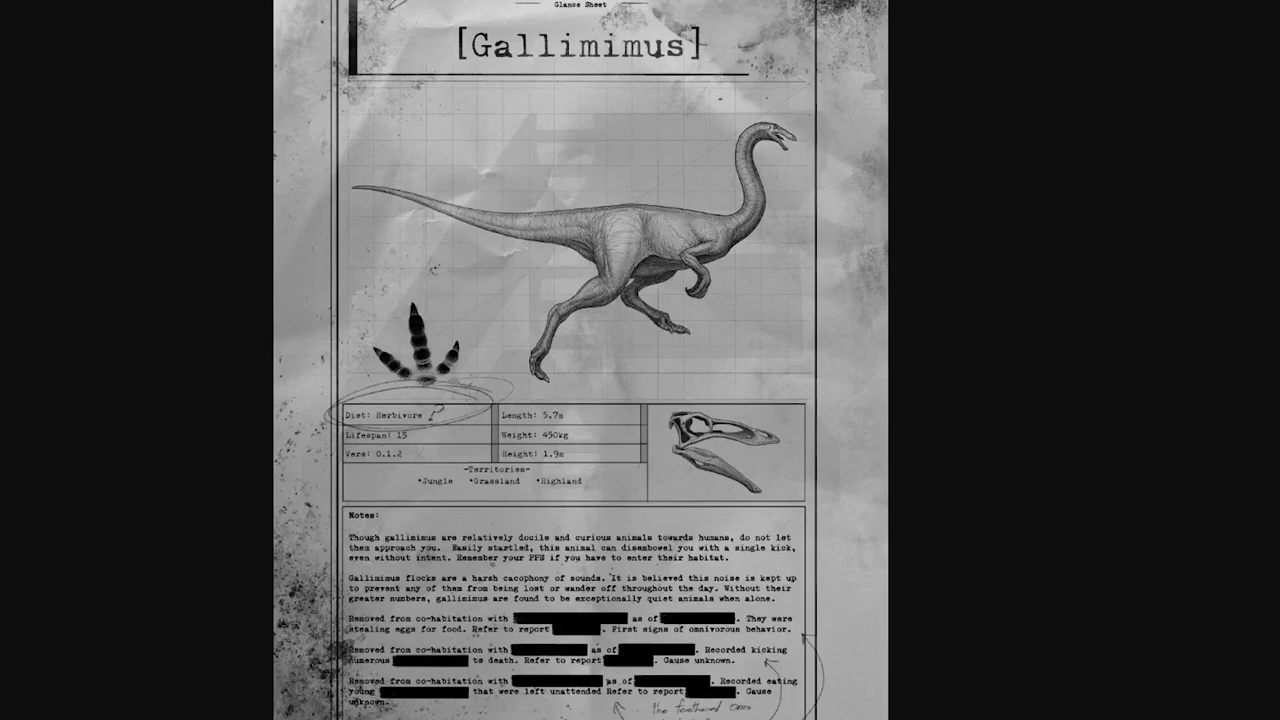 Glance Sheet
[Gallimimus]
Diet: Herbivore ?
Length: 5.7m
Lifespan: 15
Weight: 450kg
Vers: 0.1.2
Height: 1.9m
-Territories-
•Jungle •Grassland •Highland
Notes:
Though gallimimus are relatively docile and curious animals towards humans, do not let
them approach you. Easily startled, this animal can disembowel you with a single kick,
even without intent. Remember your PPE if you have to enter their habitat.
Gallimimus flocks are a harsh cacophony of sounds. It is believed this noise is kept up
to prevent any of them from being lost or wander off throughout the day. Without their
greater numbers, gallimimus are found to be exceptionally quiet animals when alone.
Removed from co-habitation with as of . They were
stealing eggs for food. Refer to report . First signs of omnivorous behavior.
Removed from co-habitation with as of . Recorded kicking
numerous to death. Refer to report . Cause unknown.
Removed from co-habitation with as of . Recorded eating
young that were left unattended Refer to report . Cause
unknown.
the feathered ones